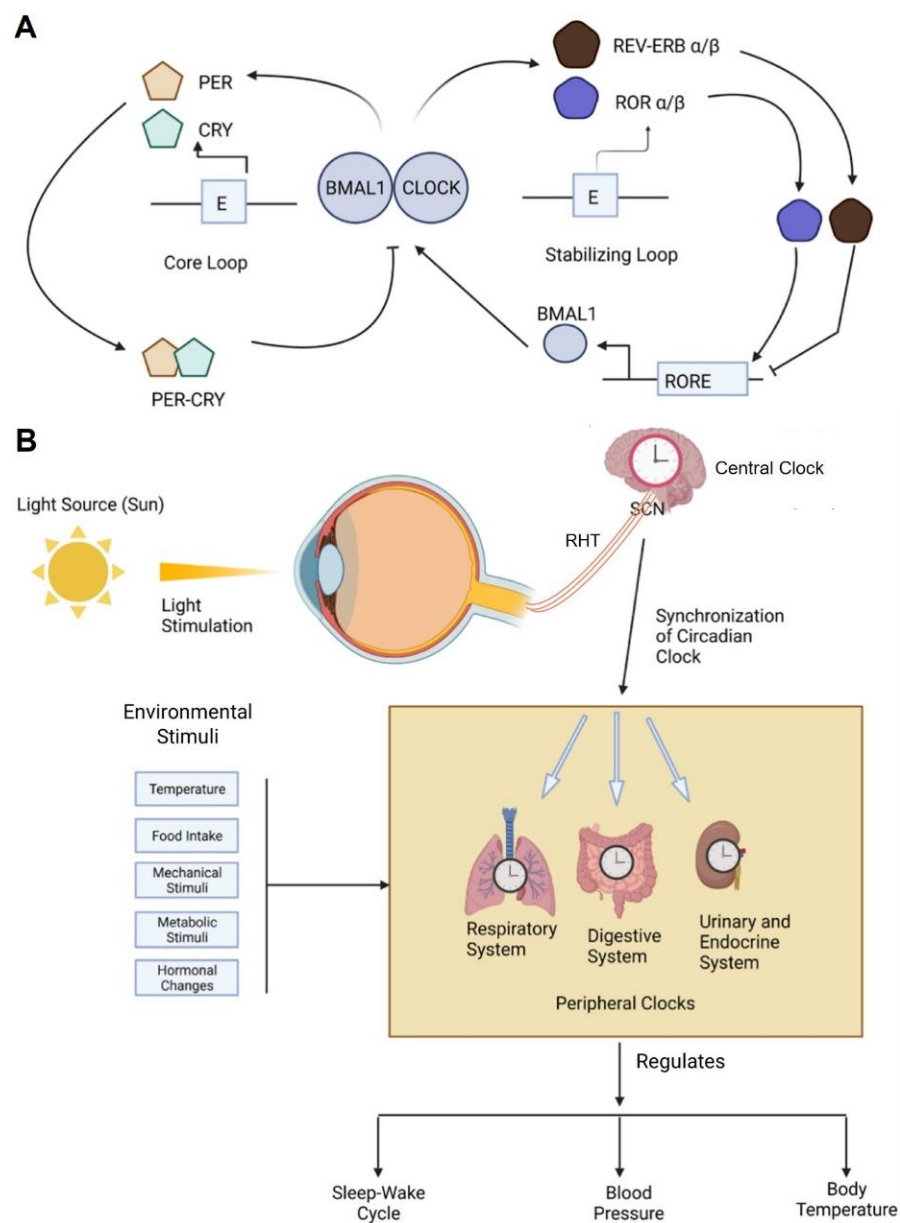 A
PER
CRY
E
Core Loop
PER-CRY
BMAL1
CLOCK
REV-ERB α/β
ROR α/β
E
Stabilizing Loop
BMAL1
RORE
B
Light Source (Sun)
Light
Stimulation
RHT
SCN
Central Clock
Synchronization
of Circadian
Clock
Environmental
Stimuli
Temperature
Food Intake
Mechanical
Stimuli
Metabolic
Stimuli
Hormonal
Changes
Respiratory
System
Digestive
System
Urinary and
Endocrine
System
Peripheral Clocks
Regulates
Sleep-Wake
Cycle
Blood
Pressure
Body
Temperature